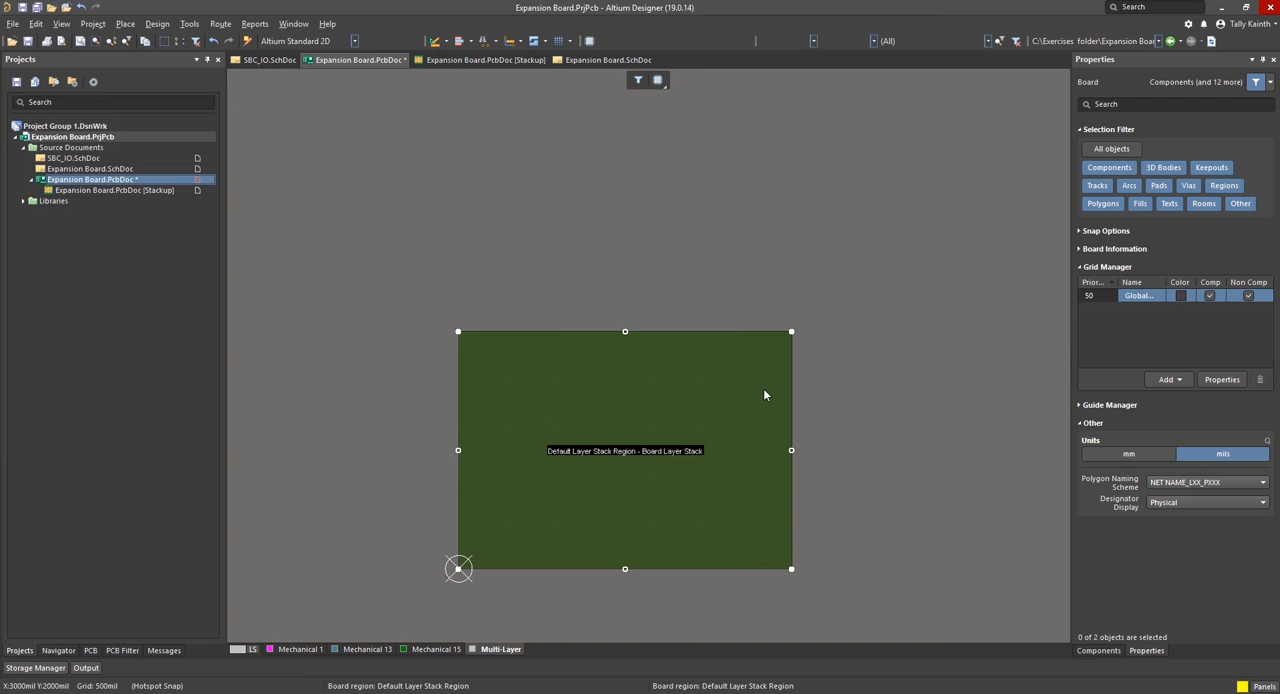 Expansion Board.PrjPcb - Altium Designer (19.0.14)
Search
File Edit View Project Place Design Tools Route Reports Window Help
Tally Kainth
Altium Standard 2D
(All)
C:\Exercises folder\Expansion Boar
Projects
SBC_IO.SchDoc
Expansion Board.PcbDoc *
Expansion Board.PcbDoc [Stackup]
Expansion Board.SchDoc
Properties
Board
Components (and 12 more)
Search
Search
Project Group 1.DsnWrk
Expansion Board.PrjPcb
Source Documents
SBC_IO.SchDoc
Expansion Board.SchDoc
Expansion Board.PcbDoc *
Expansion Board.PcbDoc [Stackup]
Libraries
Selection Filter
All objects
Components 3D Bodies Keepouts
Tracks Arcs Pads Vias Regions
Polygons Fills Texts Rooms Other
Snap Options
Board Information
Grid Manager
Prior... Name Color Comp Non Comp
50 Global...
Add Properties
Guide Manager
Other
Units
mm mils
Polygon Naming Scheme NET NAME_LXX_PXXX
Designator Display Physical
Default Layer Stack Region - Board Layer Stack
0 of 2 objects are selected
Projects Navigator PCB PCB Filter Messages
LS Mechanical 1 Mechanical 13 Mechanical 15 Multi-Layer
Components Properties
Storage Manager Output
X:3000mil Y:2000mil Grid: 500mil (Hotspot Snap)
Board region: Default Layer Stack Region
Board region: Default Layer Stack Region
Panels